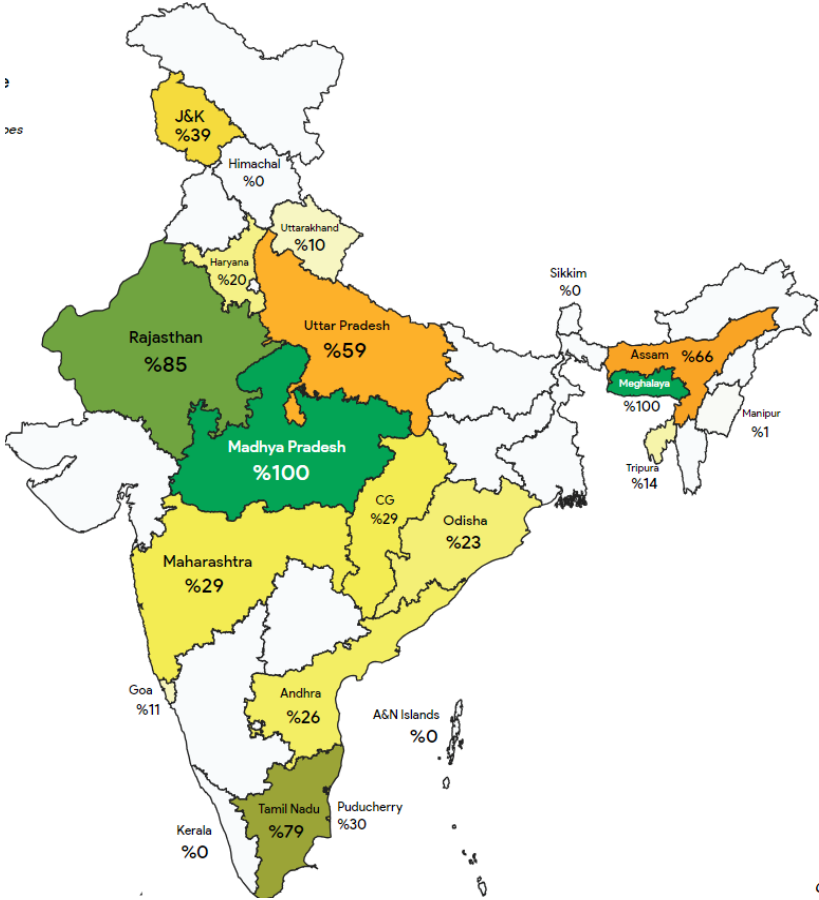 e
pes
J&K
%39
Himachal
%0
Uttarakhand
%10
Haryana
%20
Sikkim
%0
Rajasthan
%85
Uttar Pradesh
%59
Assam %66
Meghalaya
%100
Manipur
%1
Tripura
%14
Madhya Pradesh
%100
CG
%29
Odisha
%23
Maharashtra
%29
Goa
%11
Andhra
%26
A&N Islands
%0
Tamil Nadu
%79
Puducherry
%30
Kerala
%0